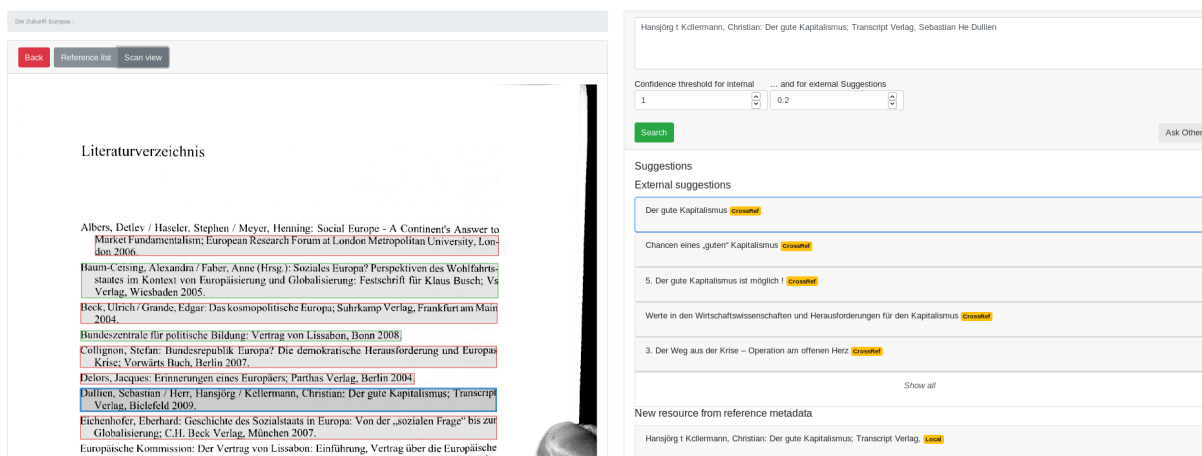 Die Zukunft Europas :
Back
Reference list
Scan view
Literaturverzeichnis
Albers, Detlev / Haseler, Stephen / Meyer, Henning: Social Europe - A Continent's Answer to
Market Fundamentalism; European Research Forum at London Metropolitan University, Lon-
don 2006.
Baum-Ceisig, Alexandra / Faber, Anne (Hrsg.): Soziales Europa? Perspektiven des Wohlfahrts-
staates im Kontext von Europäisierung und Globalisierung: Festschrift für Klaus Busch; Vs
Verlag, Wiesbaden 2005.
Beck, Ulrich / Grande, Edgar: Das kosmopolitische Europa; Suhrkamp Verlag, Frankfurt am Main
2004.
Bundeszentrale für politische Bildung: Vertrag von Lissabon, Bonn 2008.
Collignon, Stefan: Bundesrepublik Europa? Die demokratische Herausforderung und Europas
Krise; Vorwärts Buch, Berlin 2007.
Delors, Jacques: Erinnerungen eines Europäers; Parthas Verlag, Berlin 2004.
Dullien, Sebastian / Herr, Hansjörg / Kellermann, Christian: Der gute Kapitalismus; Transcript
Verlag, Bielefeld 2009.
Eichenhofer, Eberhard: Geschichte des Sozialstaats in Europa: Von der „sozialen Frage“ bis zur
Globalisierung; C.H. Beck Verlag, München 2007.
Europäische Kommission: Der Vertrag von Lissabon: Einführung, Vertrag über die Europäische
Hansjörg t Kcllermann, Christian: Der gute Kapitalismus; Transcript Verlag, Sebastian He Dullien
Confidence threshold for internal
... and for external Suggestions
1
0.2
Search
Ask Other
Suggestions
External suggestions
Der gute Kapitalismus CrossRef
Chancen eines „guten“ Kapitalismus CrossRef
5. Der gute Kapitalismus ist möglich ! CrossRef
Werte in den Wirtschaftswissenschaften und Herausforderungen für den Kapitalismus CrossRef
3. Der Weg aus der Krise – Operation am offenen Herz CrossRef
Show all
New resource from reference metadata
Hansjörg t Kcllermann, Christian: Der gute Kapitalismus; Transcript Verlag, Local